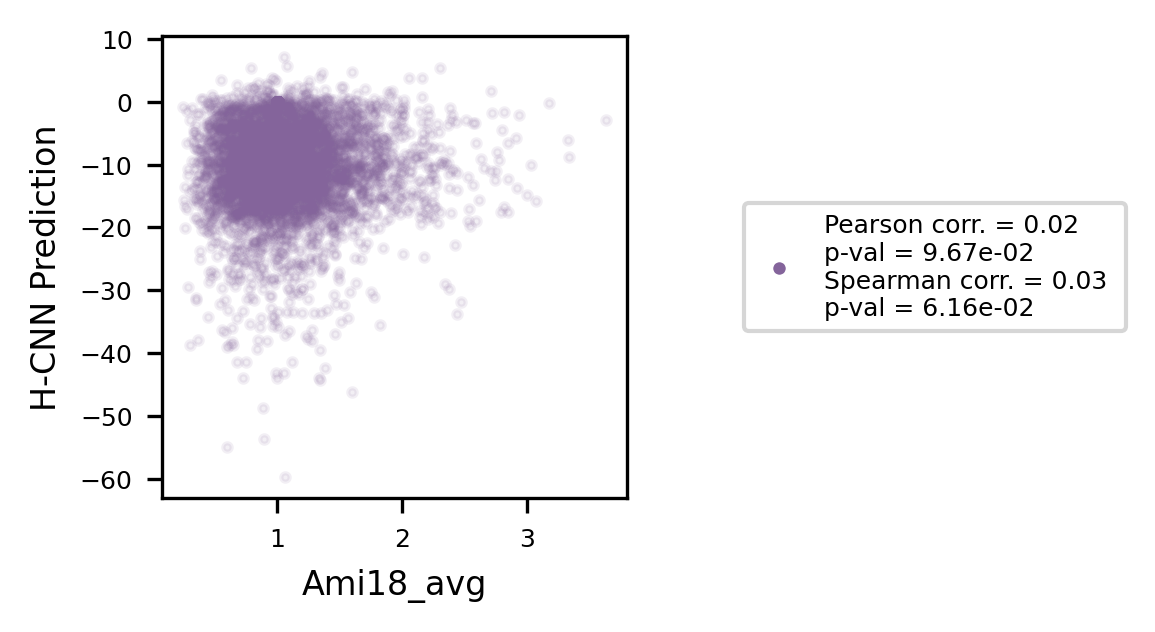 10
0
−10
−20
−30
−40
−50
−60
H-CNN Prediction
1
2
3
Ami18_avg
Pearson corr. = 0.02
p-val = 9.67e-02
Spearman corr. = 0.03
p-val = 6.16e-02